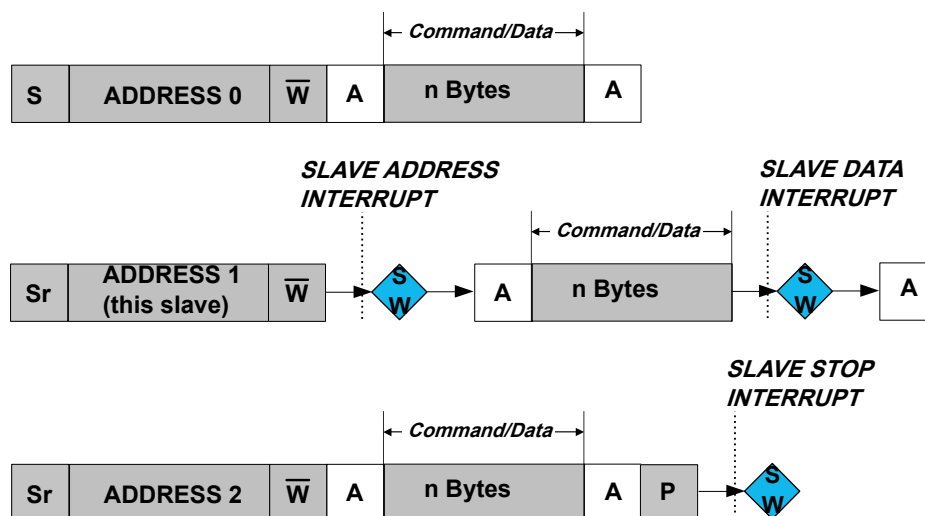 Command/Data
S ADDRESS 0 W̅ A n Bytes A
SLAVE ADDRESS INTERRUPT
SLAVE DATA INTERRUPT
Command/Data
Sr ADDRESS 1 (this slave) W̅ S W A n Bytes S W A
SLAVE STOP INTERRUPT
Command/Data
Sr ADDRESS 2 W̅ A n Bytes A P S W